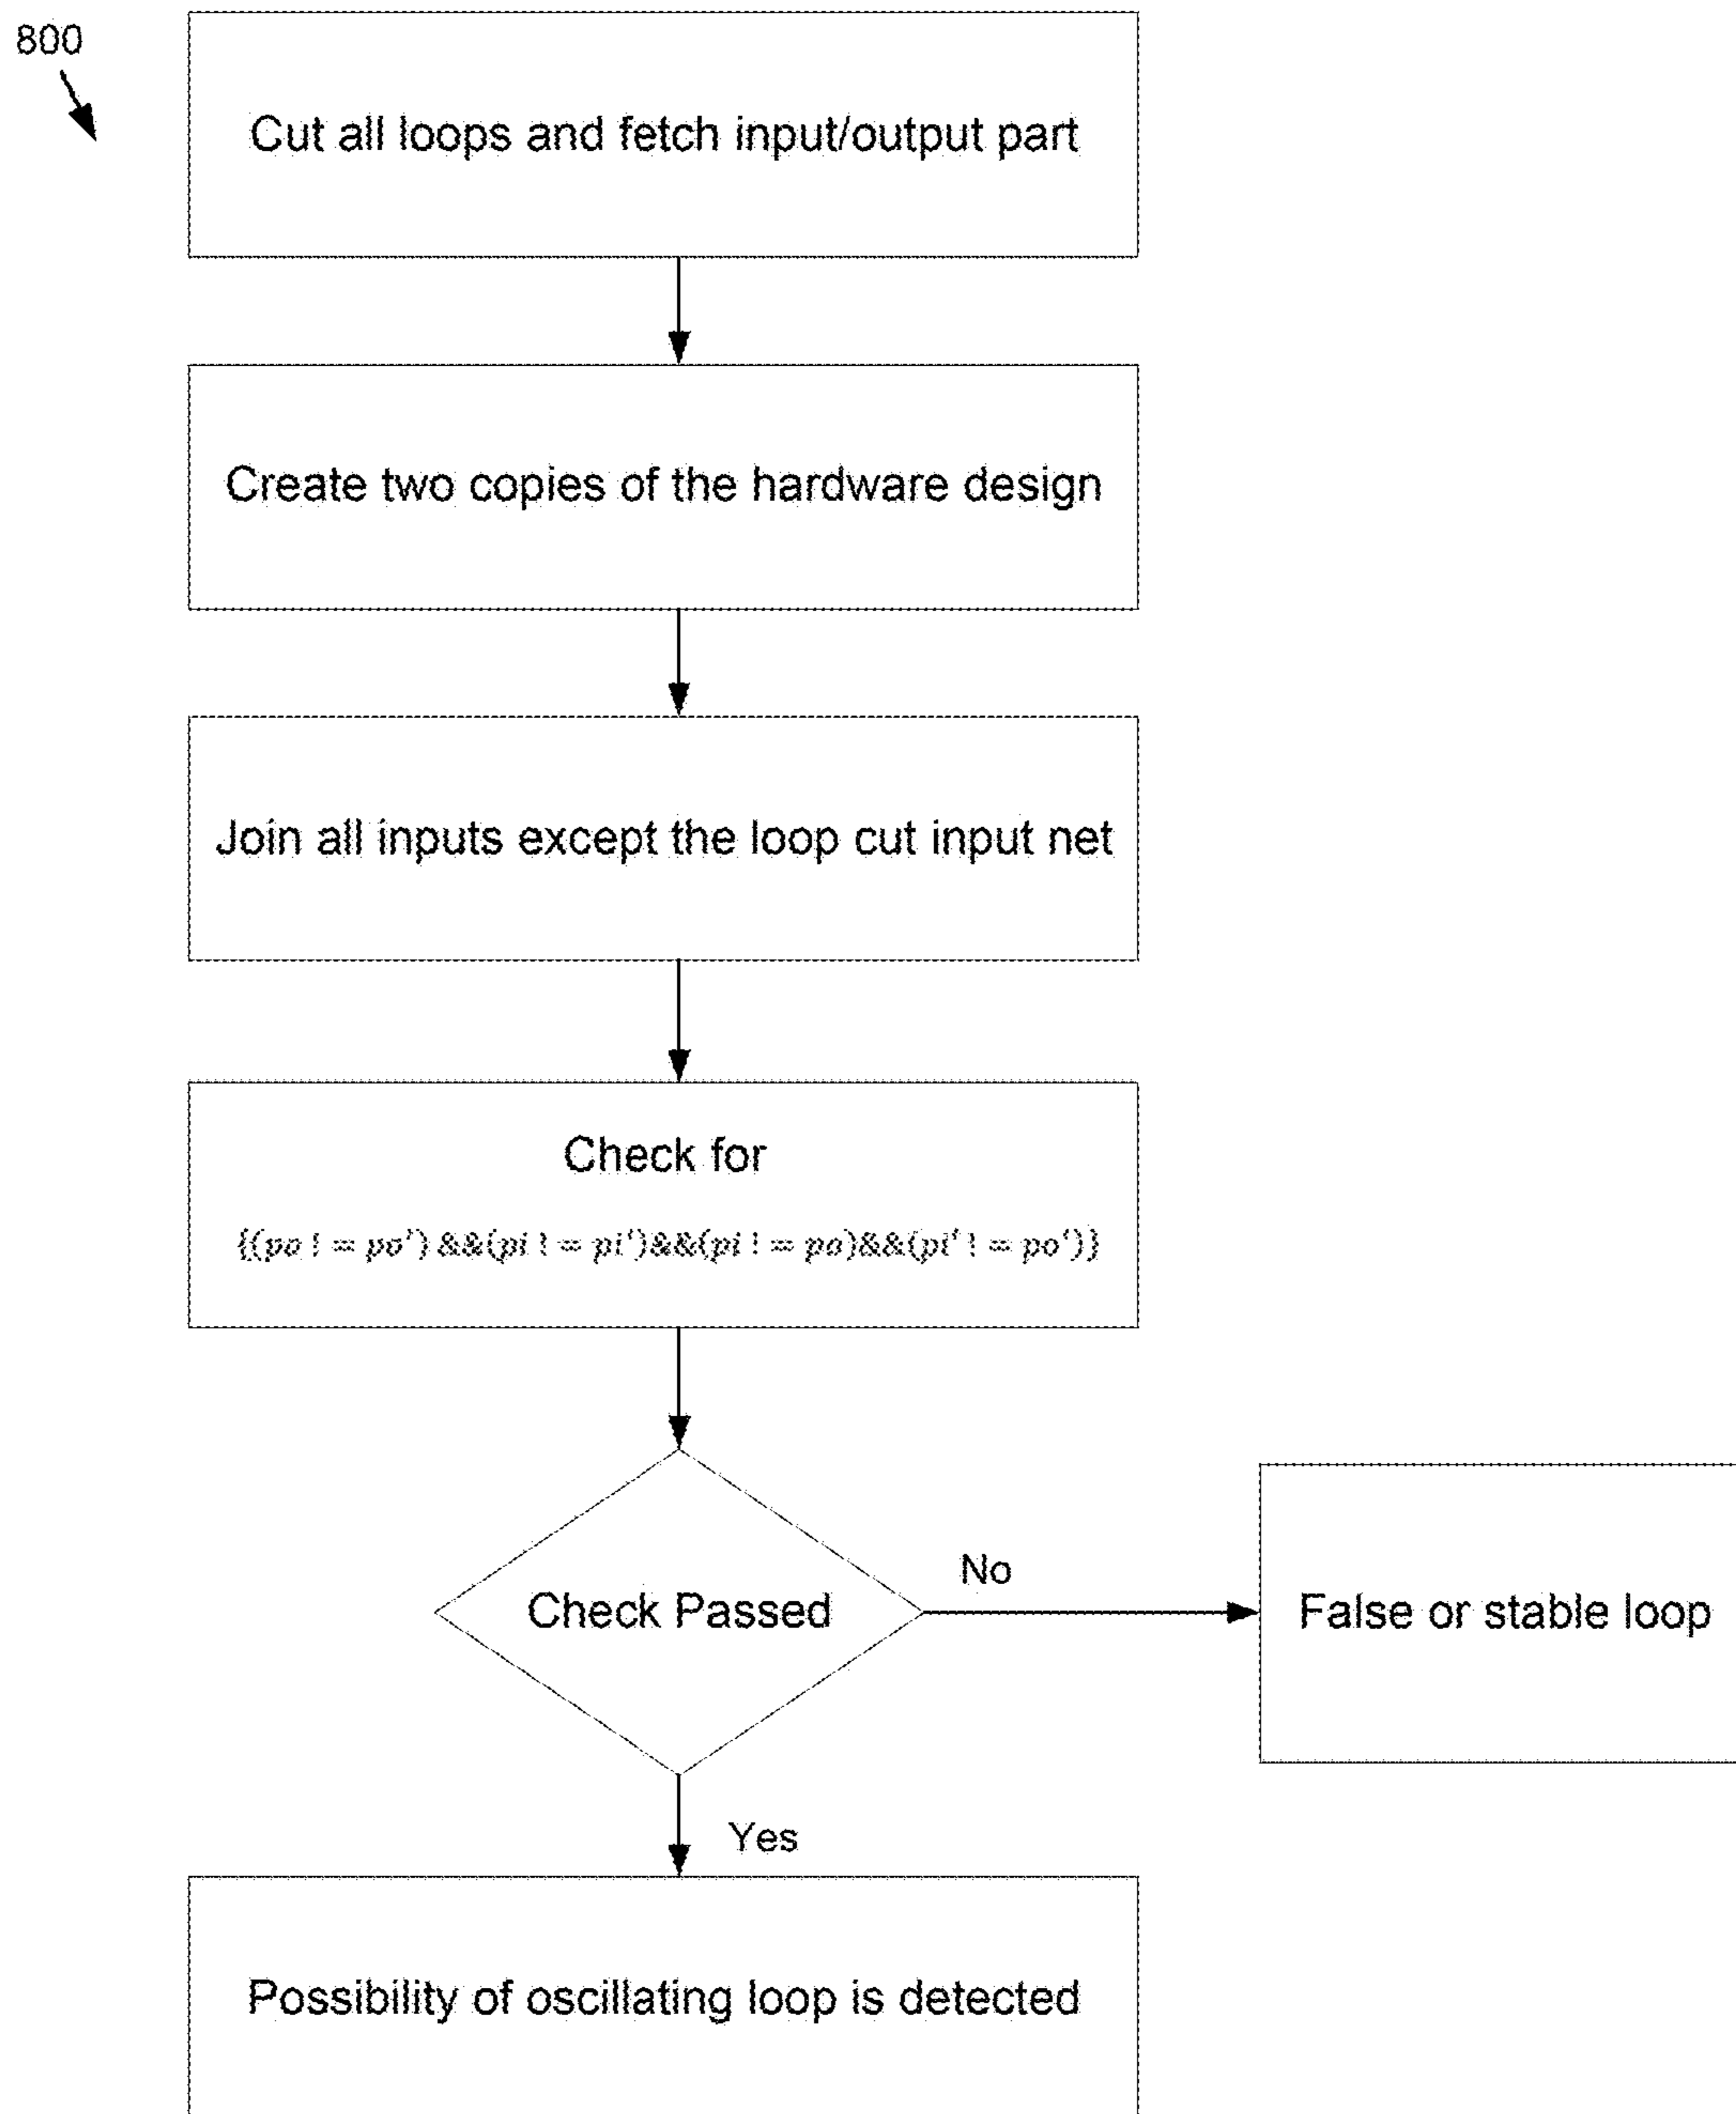 800
Cut all loops and fetch input/output part
Create two copies of the hardware design
Join all inputs except the loop cut input net
Check for
{(po ! = po') &&(pi ! = pi')&&(pi ! = po)&&(pi' ! = po')}
Check Passed
No
False or stable loop
Yes
Possibility of oscillating loop is detected